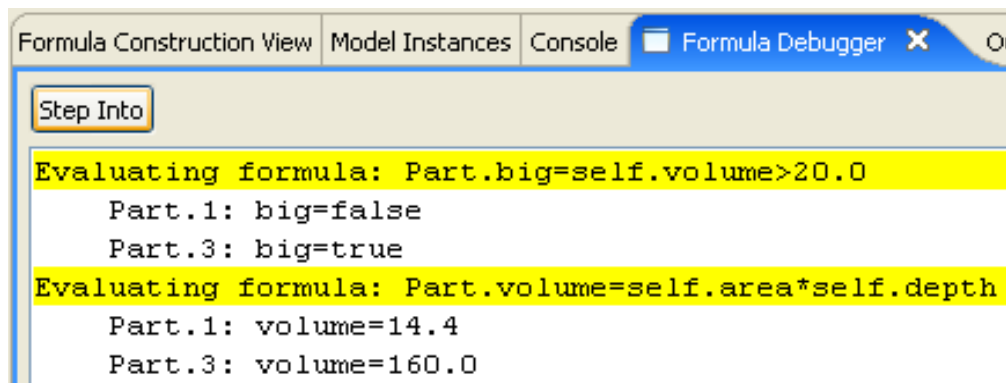 Formula Construction View Model Instances Console Formula Debugger
Step Into
Evaluating formula: Part.big=self.volume>20.0
Part.1: big=false
Part.3: big=true
Evaluating formula: Part.volume=self.area*self.depth
Part.1: volume=14.4
Part.3: volume=160.0